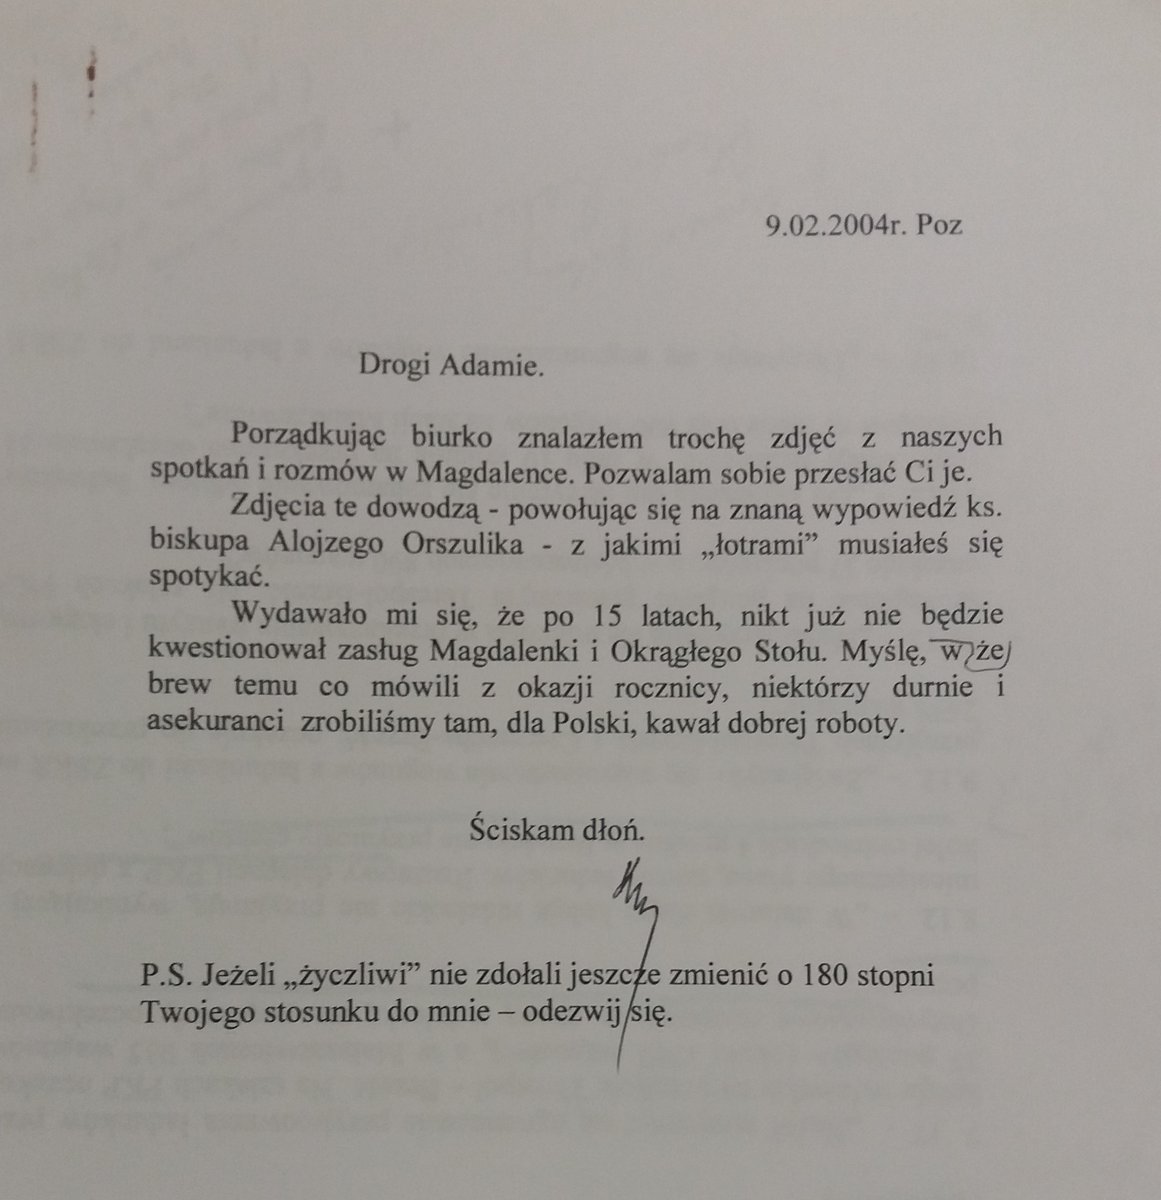 9.02.2004r. Poz
Drogi Adamie.
Porządkując biurko znalazłem trochę zdjęć z naszych
spotkań i rozmów w Magdalence. Pozwalam sobie przesłać Ci je.
Zdjęcia te dowodzą - powołując się na znaną wypowiedź ks.
biskupa Alojzego Orszulika - z jakimi „łotrami” musiałeś się
spotykać.
Wydawało mi się, że po 15 latach, nikt już nie będzie
kwestionował zasług Magdalenki i Okrągłego Stołu. Myślę, w że
brew temu co mówili z okazji rocznicy, niektórzy durnie i
asekuranci zrobiliśmy tam, dla Polski, kawał dobrej roboty.
Ściskam dłoń.
P.S. Jeżeli „życzliwi” nie zdołali jeszcze zmienić o 180 stopni
Twojego stosunku do mnie – odezwij się.